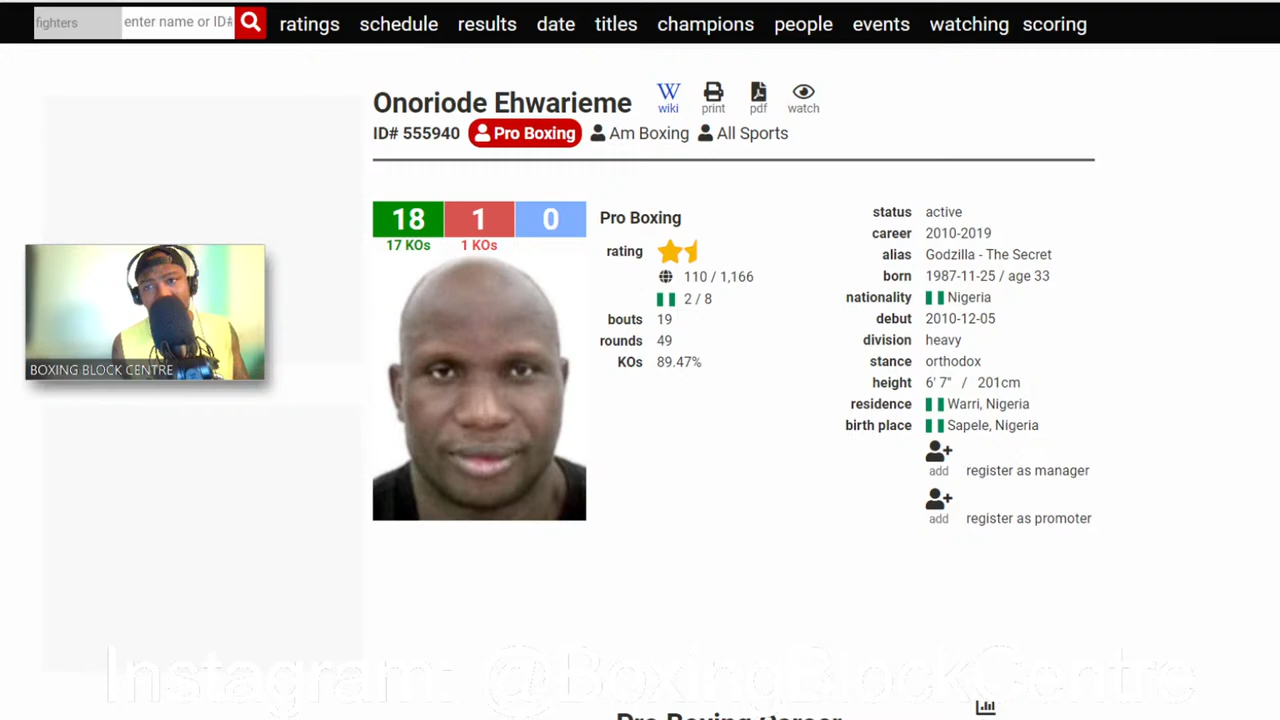 fighters enter name or ID# ratings schedule results date titles champions people events watching scoring
Onoriode Ehwarieme wiki print pdf watch
ID# 555940 Pro Boxing Am Boxing All Sports
18 1 0
17 KOs 1 KOs
Pro Boxing
rating
110 / 1,166
2 / 8
bouts 19
rounds 49
KOs 89.47%
status active
career 2010-2019
alias Godzilla - The Secret
born 1987-11-25 / age 33
nationality Nigeria
debut 2010-12-05
division heavy
stance orthodox
height 6' 7" / 201cm
residence Warri, Nigeria
birth place Sapele, Nigeria
add register as manager
add register as promoter
BOXING BLOCK CENTRE
Instagram: @BoxingBlockCentre
Pro Boxing Career